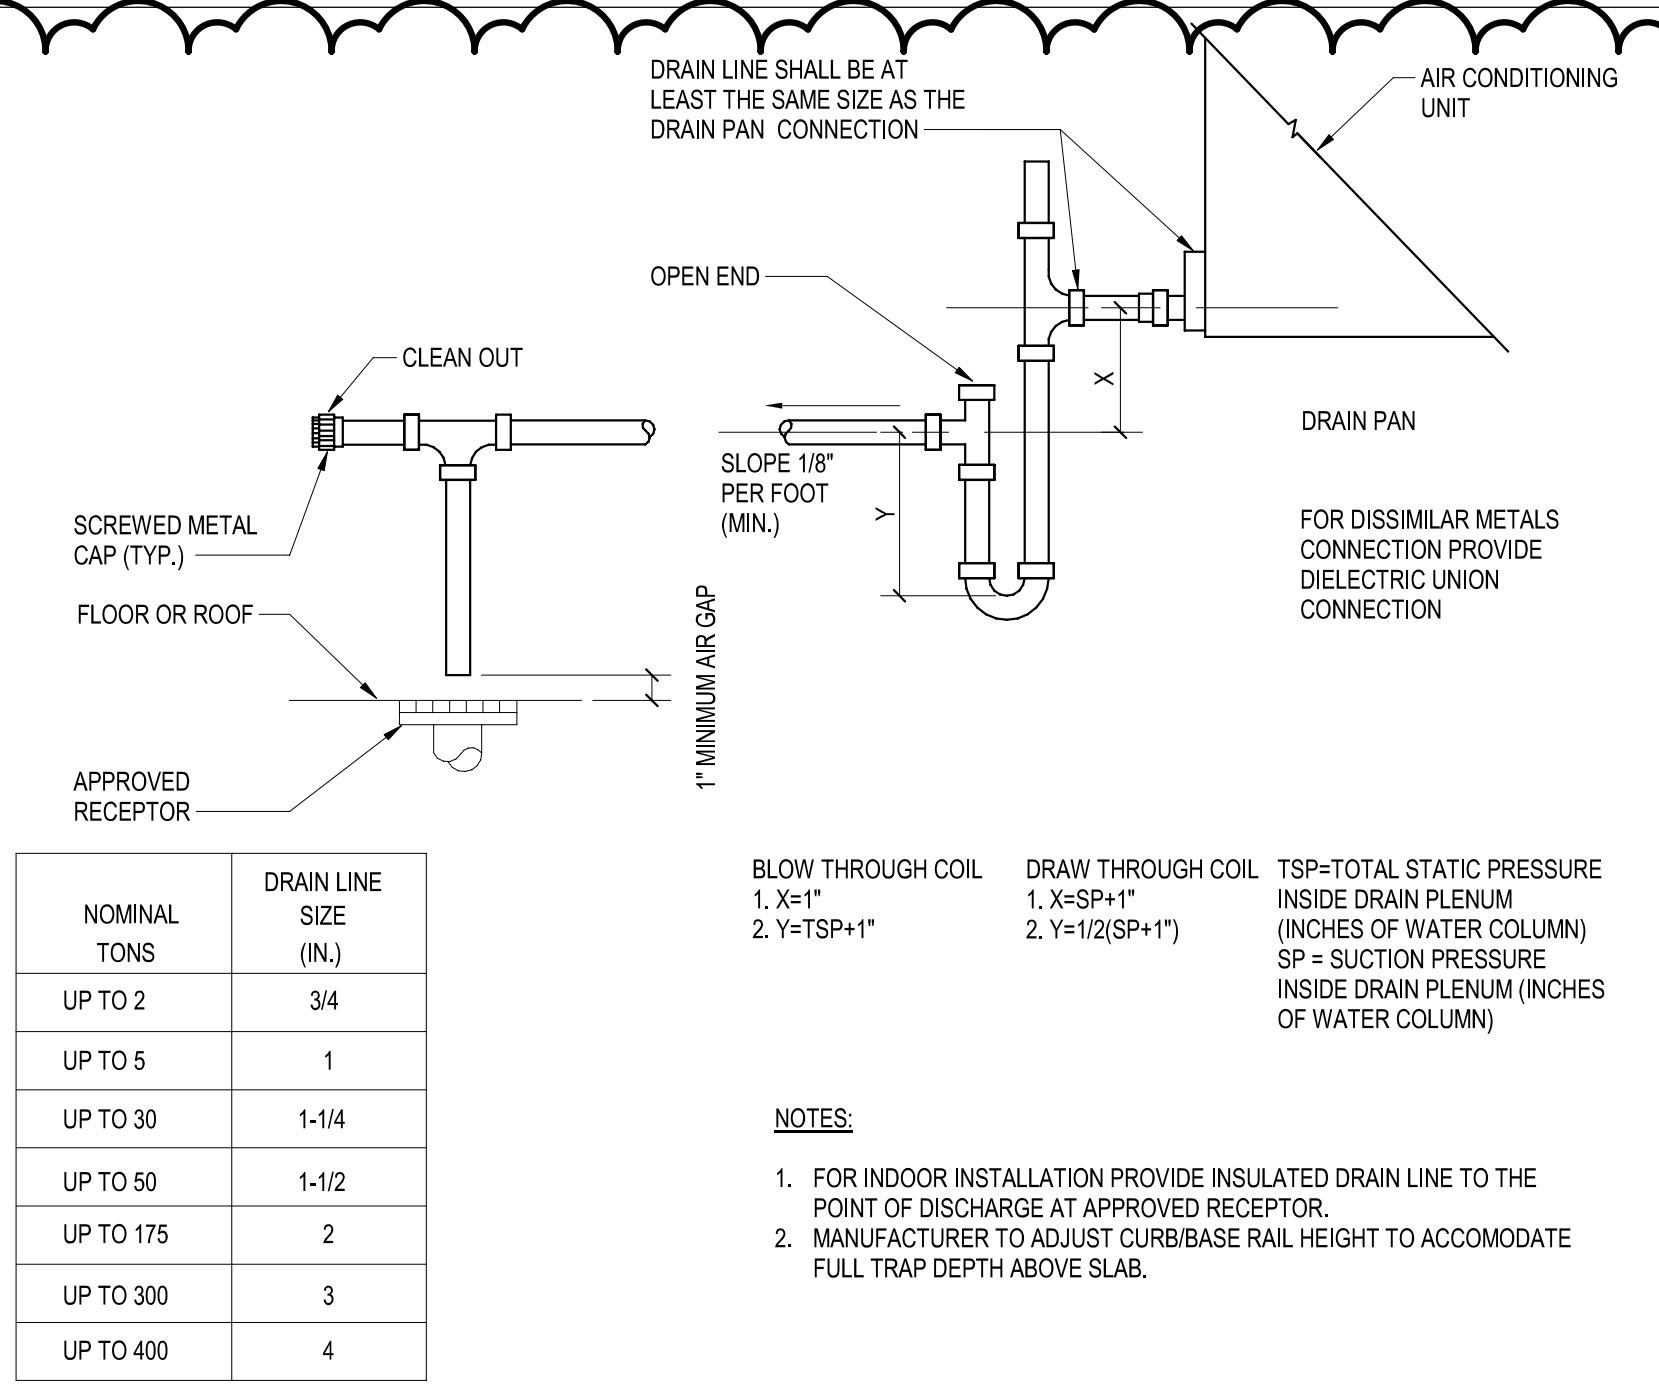 DRAIN LINE SHALL BE AT
LEAST THE SAME SIZE AS THE
DRAIN PAN CONNECTION
AIR CONDITIONING
UNIT
OPEN END
CLEAN OUT
X
DRAIN PAN
SLOPE 1/8"
PER FOOT
(MIN.)
Y
SCREWED METAL
CAP (TYP.)
FOR DISSIMILAR METALS
CONNECTION PROVIDE
DIELECTRIC UNION
CONNECTION
FLOOR OR ROOF
1" MINIMUM AIR GAP
APPROVED
RECEPTOR
NOMINAL
TONS
DRAIN LINE
SIZE
(IN.)
UP TO 2 3/4
UP TO 5 1
UP TO 30 1-1/4
UP TO 50 1-1/2
UP TO 175 2
UP TO 300 3
UP TO 400 4
BLOW THROUGH COIL
1. X=1"
2. Y=TSP+1"
DRAW THROUGH COIL
1. X=SP+1"
2. Y=1/2(SP+1")
TSP=TOTAL STATIC PRESSURE
INSIDE DRAIN PLENUM
(INCHES OF WATER COLUMN)
SP = SUCTION PRESSURE
INSIDE DRAIN PLENUM (INCHES
OF WATER COLUMN)
NOTES:
1. FOR INDOOR INSTALLATION PROVIDE INSULATED DRAIN LINE TO THE
POINT OF DISCHARGE AT APPROVED RECEPTOR.
2. MANUFACTURER TO ADJUST CURB/BASE RAIL HEIGHT TO ACCOMODATE
FULL TRAP DEPTH ABOVE SLAB.